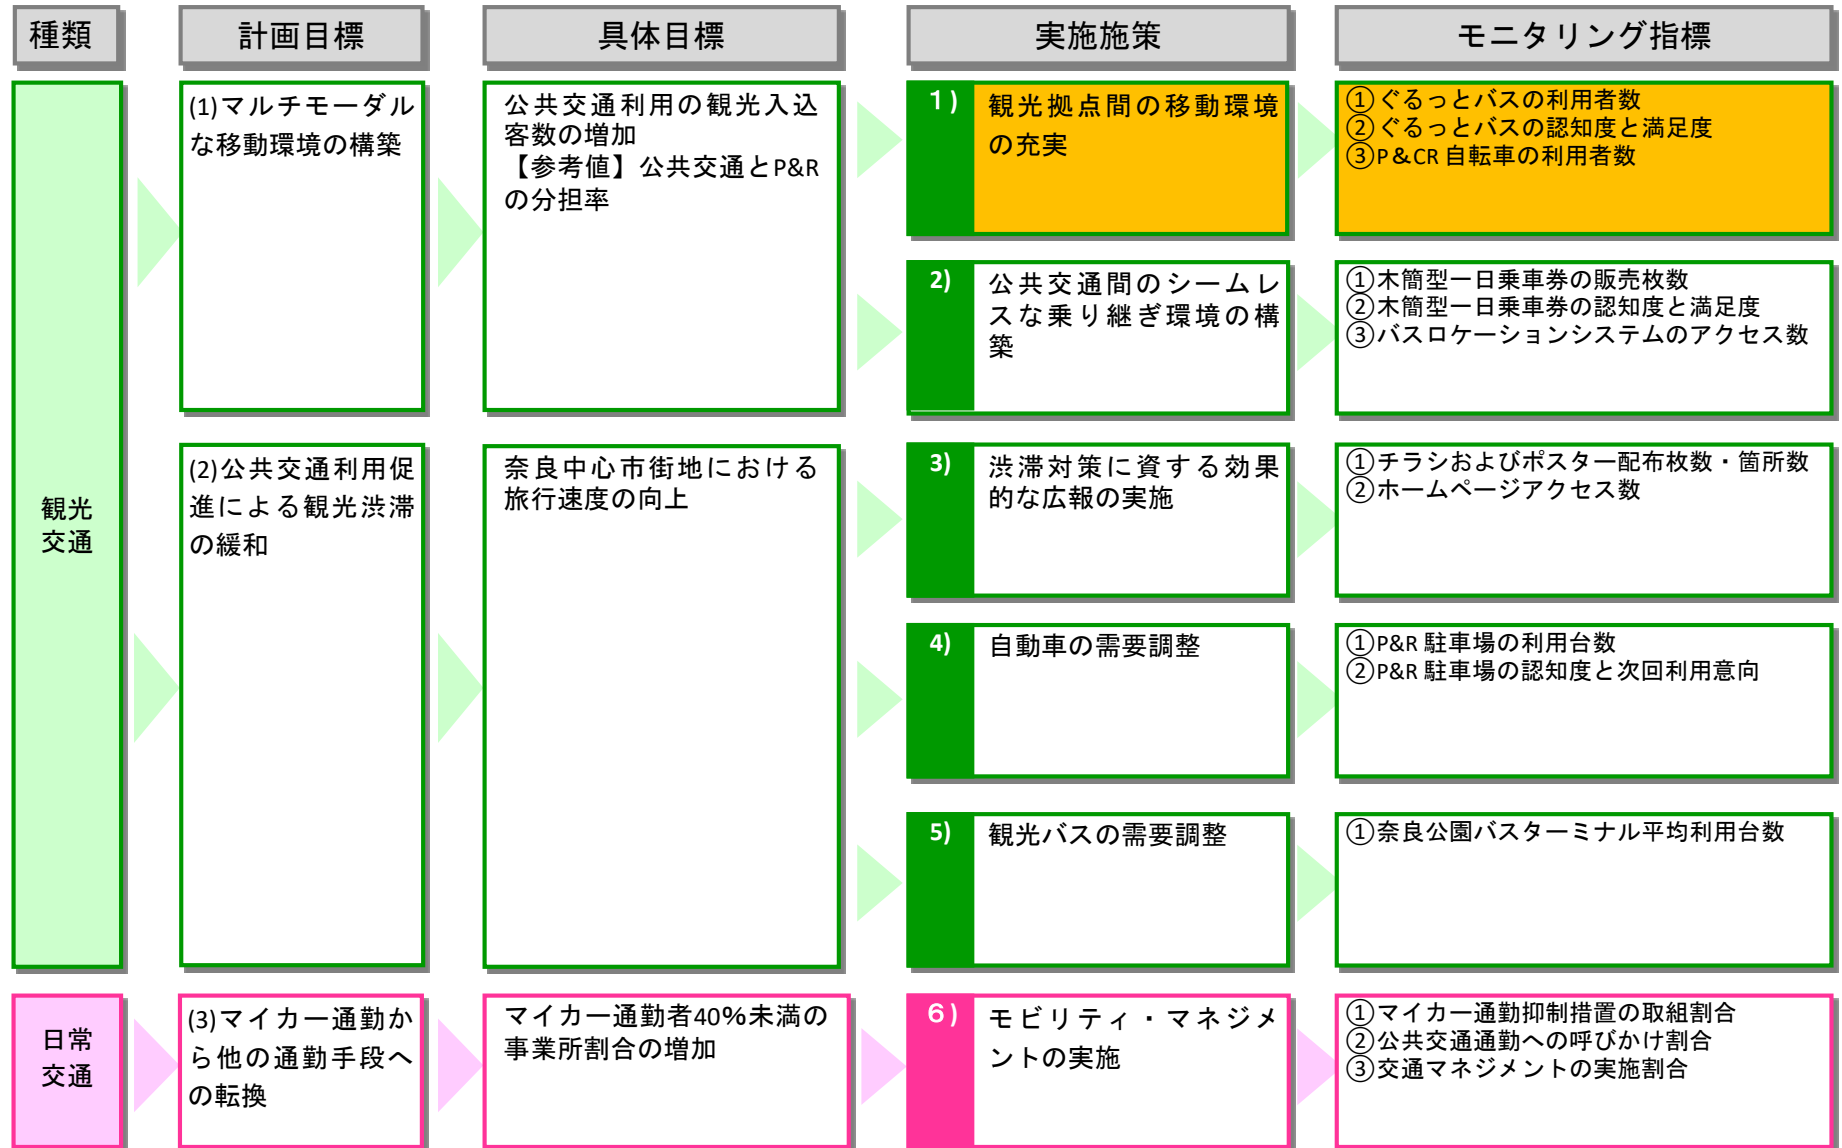 種類
計画目標
具体目標
実施施策
モニタリング指標
観光
交通
(1)マルチモーダル
な移動環境の構築
公共交通利用の観光入込
客数の増加
【参考値】公共交通とP&R
の分担率
1)
観光拠点間の移動環境
の充実
①ぐるっとバスの利用者数
②ぐるっとバスの認知度と満足度
③P&CR自転車の利用者数
2)
公共交通間のシームレ
スな乗り継ぎ環境の構
築
①木簡型一日乗車券の販売枚数
②木簡型一日乗車券の認知度と満足度
③バスロケーションシステムのアクセス数
(2)公共交通利用促
進による観光渋滞
の緩和
奈良中心市街地における
旅行速度の向上
3)
渋滞対策に資する効果
的な広報の実施
①チラシおよびポスター配布枚数・箇所数
②ホームページアクセス数
4)
自動車の需要調整
①P&R駐車場の利用台数
②P&R駐車場の認知度と次回利用意向
5)
観光バスの需要調整
①奈良公園バスターミナル平均利用台数
日常
交通
(3)マイカー通勤か
ら他の通勤手段へ
の転換
マイカー通勤者40%未満の
事業所割合の増加
6)
モビリティ・マネジメ
ントの実施
①マイカー通勤抑制措置の取組割合
②公共交通通勤への呼びかけ割合
③交通マネジメントの実施割合